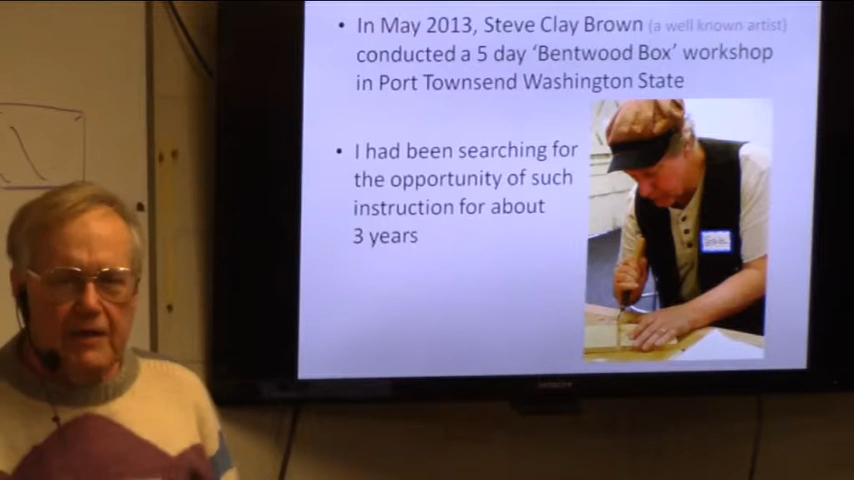 • In May 2013, Steve Clay Brown (a well known artist)
conducted a 5 day ‘Bentwood Box’ workshop
in Port Townsend Washington State
• I had been searching for
the opportunity of such
instruction for about
3 years